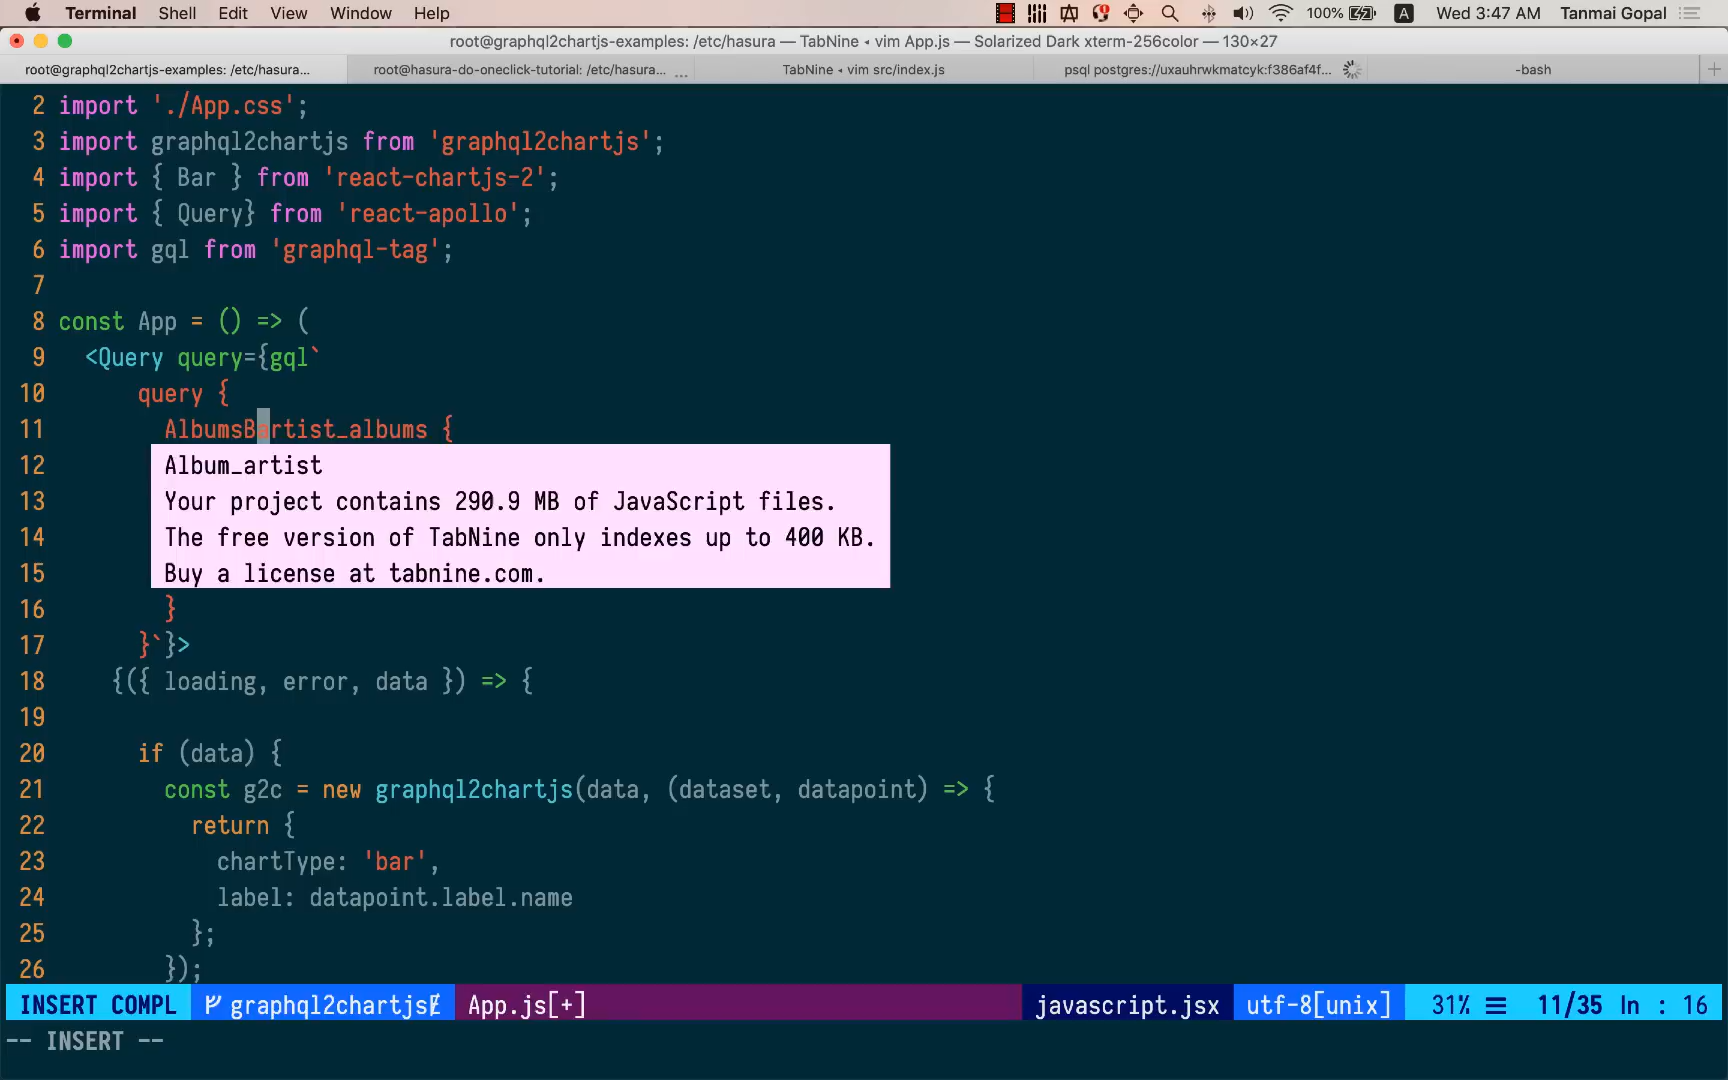 Terminal Shell Edit View Window Help 100% A Wed 3:47 AM Tanmai Gopal
root@graphql2chartjs-examples: /etc/hasura — TabNine ◂ vim App.js — Solarized Dark xterm-256color — 130×27
root@graphql2chartjs-examples: /etc/hasura... root@hasura-do-oneclick-tutorial: /etc/hasura... ... TabNine ◂ vim src/index.js psql postgres://uxauhrwkmatcyk:f386af4f... -bash +
2 import './App.css';
3 import graphql2chartjs from 'graphql2chartjs';
4 import { Bar } from 'react-chartjs-2';
5 import { Query} from 'react-apollo';
6 import gql from 'graphql-tag';
7
8 const App = () => (
9 <Query query={gql`
10 query {
11 AlbumsBartist_albums {
12 Album_artist
13 Your project contains 290.9 MB of JavaScript files.
14 The free version of TabNine only indexes up to 400 KB.
15 Buy a license at tabnine.com.
16 }
17 }`}>
18 {({ loading, error, data }) => {
19
20 if (data) {
21 const g2c = new graphql2chartjs(data, (dataset, datapoint) => {
22 return {
23 chartType: 'bar',
24 label: datapoint.label.name
25 };
26 });
INSERT COMPL graphql2chartjs App.js[+] javascript.jsx utf-8[unix] 31% ☰ 11/35 ln : 16
-- INSERT --